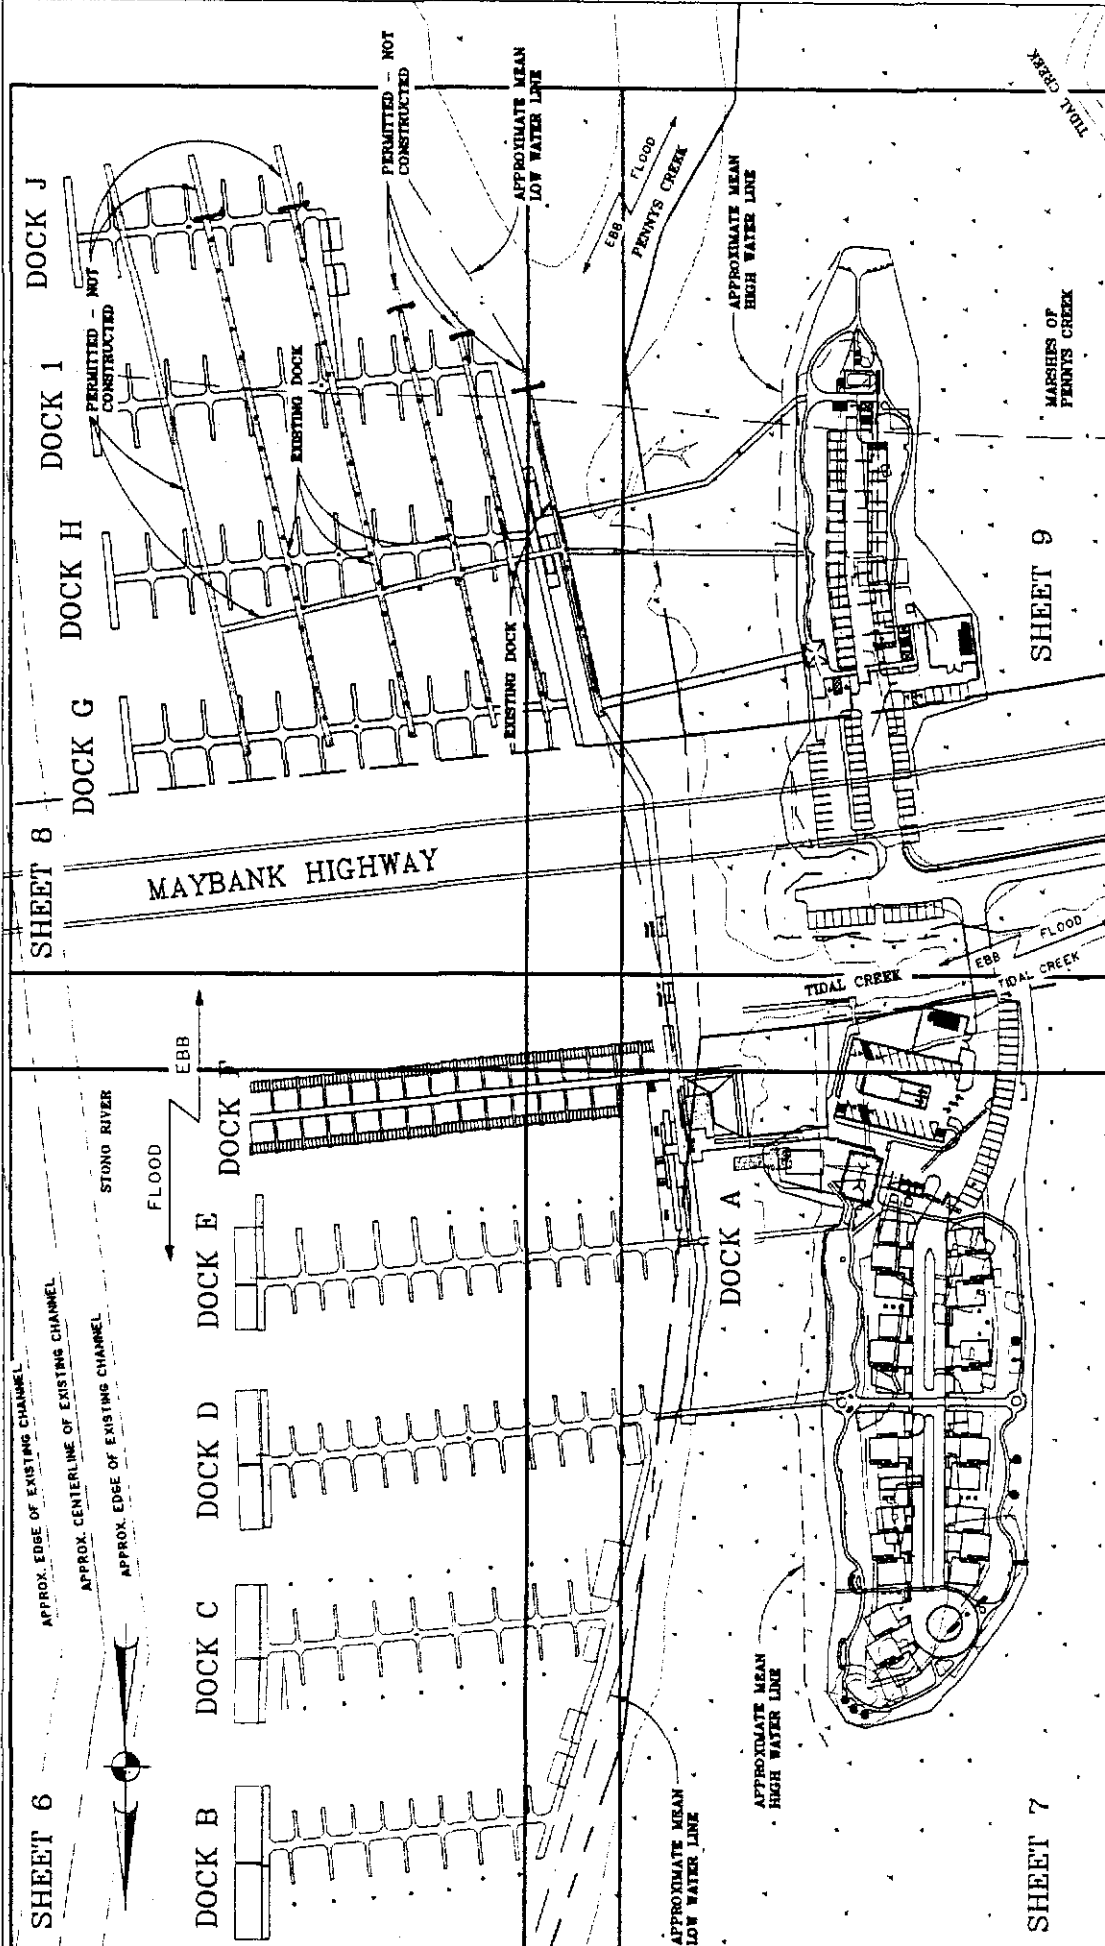 SHEET 6
SHEET 8
APPROX. EDGE OF EXISTING CHANNEL
APPROX. CENTERLINE OF EXISTING CHANNEL
APPROX. EDGE OF EXISTING CHANNEL
STONO RIVER
FLOOD
EBB
MAYBANK HIGHWAY
DOCK B
DOCK C
DOCK D
DOCK E
DOCK F
DOCK G
DOCK H
DOCK 1
DOCK J
PERMITTED - NOT
CONSTRUCTED
EXISTING DOCK
PERMITTED - NOT
CONSTRUCTED
APPROXIMATE MEAN
LOW WATER LINE
EXISTING DOCK
EBB
FLOOD
PENNYS CREEK
TIDAL CREEK
TIDAL CREEK
APPROXIMATE MEAN
HIGH WATER LINE
DOCK A
APPROXIMATE MEAN
LOW WATER LINE
APPROXIMATE MEAN
HIGH WATER LINE
TIDAL CREEK
EBB
FLOOD
TIDAL CREEK
MARSHES OF
PENNYS CREEK
SHEET 7
SHEET 9